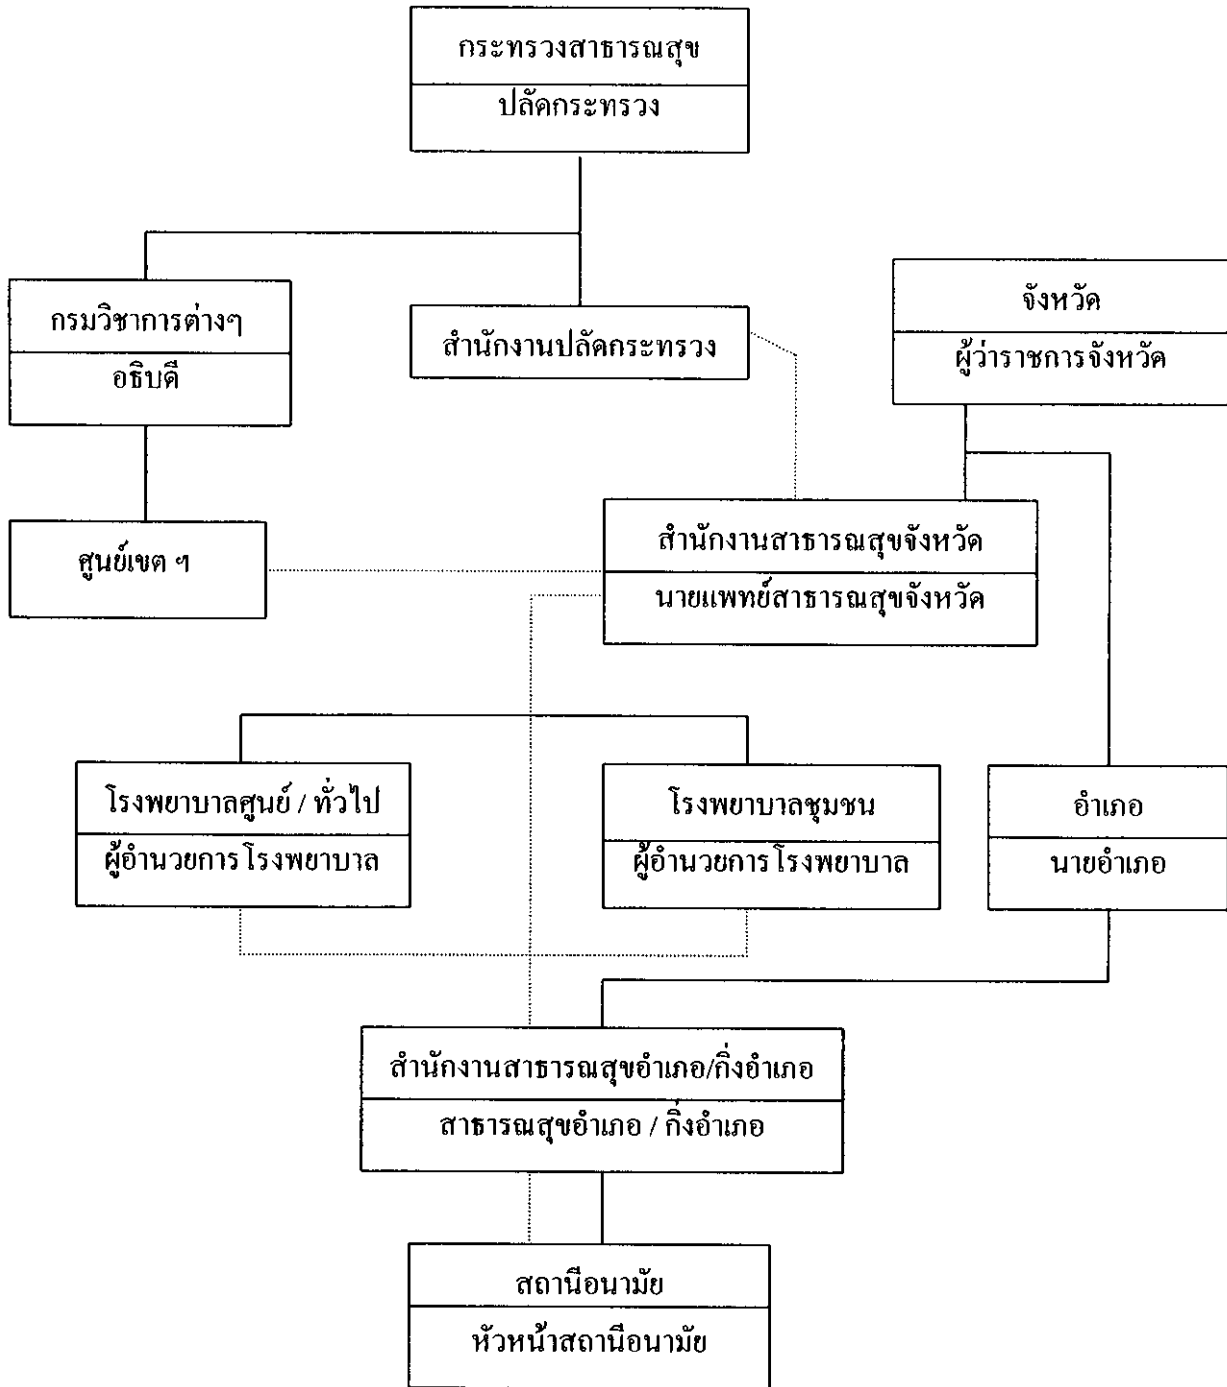 กระทรวงสาธารณสุข
ปลัดกระทรวง
กรมวิชาการต่างๆ
อธิบดี
สำนักงานปลัดกระทรวง
จังหวัด
ผู้ว่าราชการจังหวัด
ศูนย์เขต ฯ
สำนักงานสาธารณสุขจังหวัด
นายแพทย์สาธารณสุขจังหวัด
โรงพยาบาลศูนย์ / ทั่วไป
ผู้อำนวยการโรงพยาบาล
โรงพยาบาลชุมชน
ผู้อำนวยการโรงพยาบาล
อำเภอ
นายอำเภอ
สำนักงานสาธารณสุขอำเภอ/กิ่งอำเภอ
สาธารณสุขอำเภอ / กิ่งอำเภอ
สถานีอนามัย
หัวหน้าสถานีอนามัย